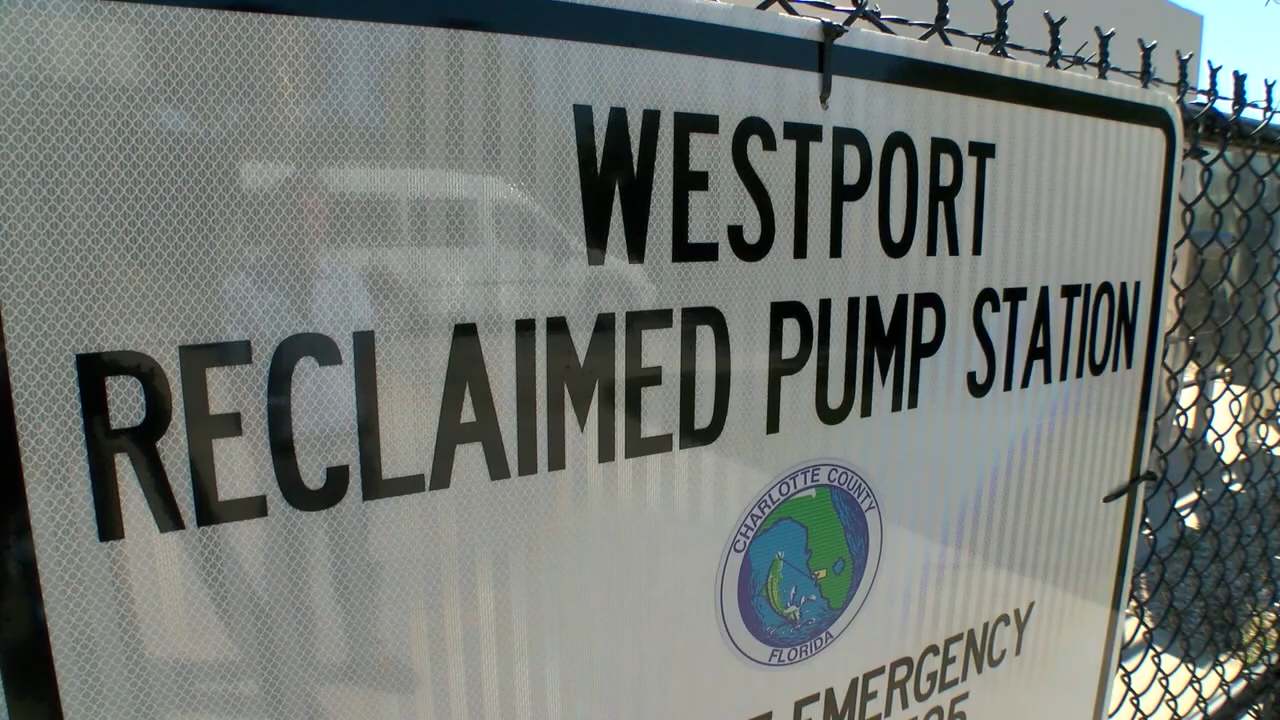 WESTPORT
RECLAIMED PUMP STATION
CHARLOTTE COUNTY
FLORIDA
EMERGENCY